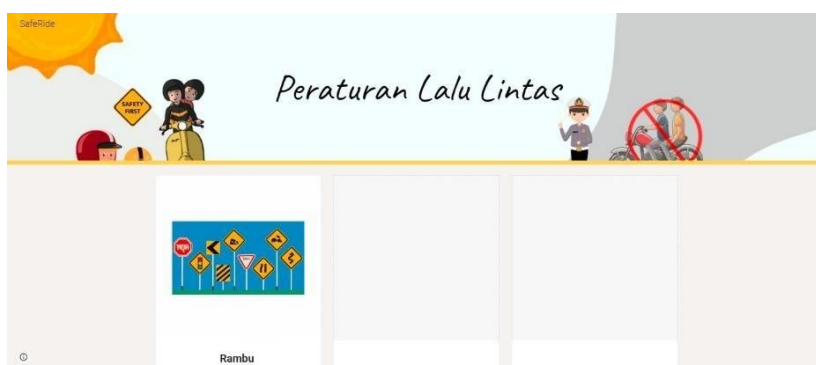 SafeRide
Peraturan Lalu Lintas
SAFETY
FIRST
Rambu